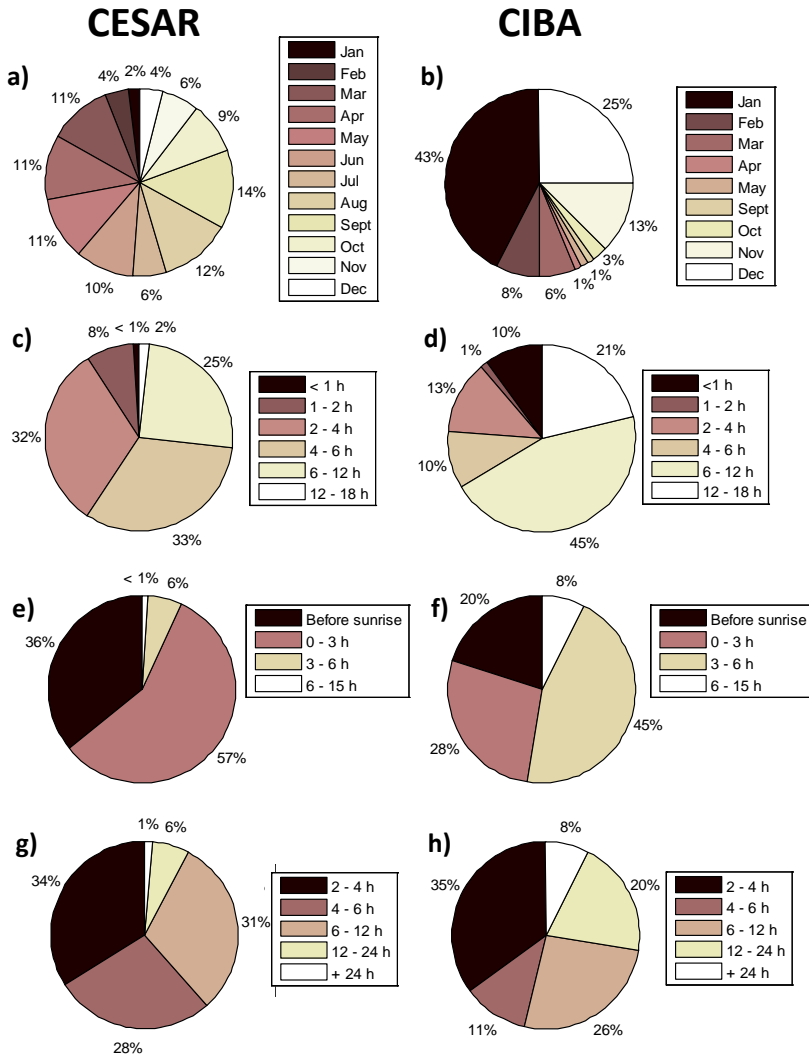 CESAR
CIBA
a)
2%
4%
11%
11%
11%
10%
6%
12%
14%
9%
6%
4%
Jan
Feb
Mar
Apr
May
Jun
Jul
Aug
Sept
Oct
Nov
Dec
b)
43%
8%
6%
1%
1%
3%
13%
25%
Jan
Feb
Mar
Apr
May
Sept
Oct
Nov
Dec
c)
< 1%
8%
32%
33%
25%
2%
< 1 h
1 - 2 h
2 - 4 h
4 - 6 h
6 - 12 h
12 - 18 h
d)
10%
1%
13%
10%
45%
21%
<1 h
1 - 2 h
2 - 4 h
4 - 6 h
6 - 12 h
12 - 18 h
e)
36%
57%
6%
< 1%
Before sunrise
0 - 3 h
3 - 6 h
6 - 15 h
f)
20%
28%
45%
8%
Before sunrise
0 - 3 h
3 - 6 h
6 - 15 h
g)
34%
28%
31%
6%
1%
2 - 4 h
4 - 6 h
6 - 12 h
12 - 24 h
+ 24 h
h)
35%
11%
26%
20%
8%
2 - 4 h
4 - 6 h
6 - 12 h
12 - 24 h
+ 24 h